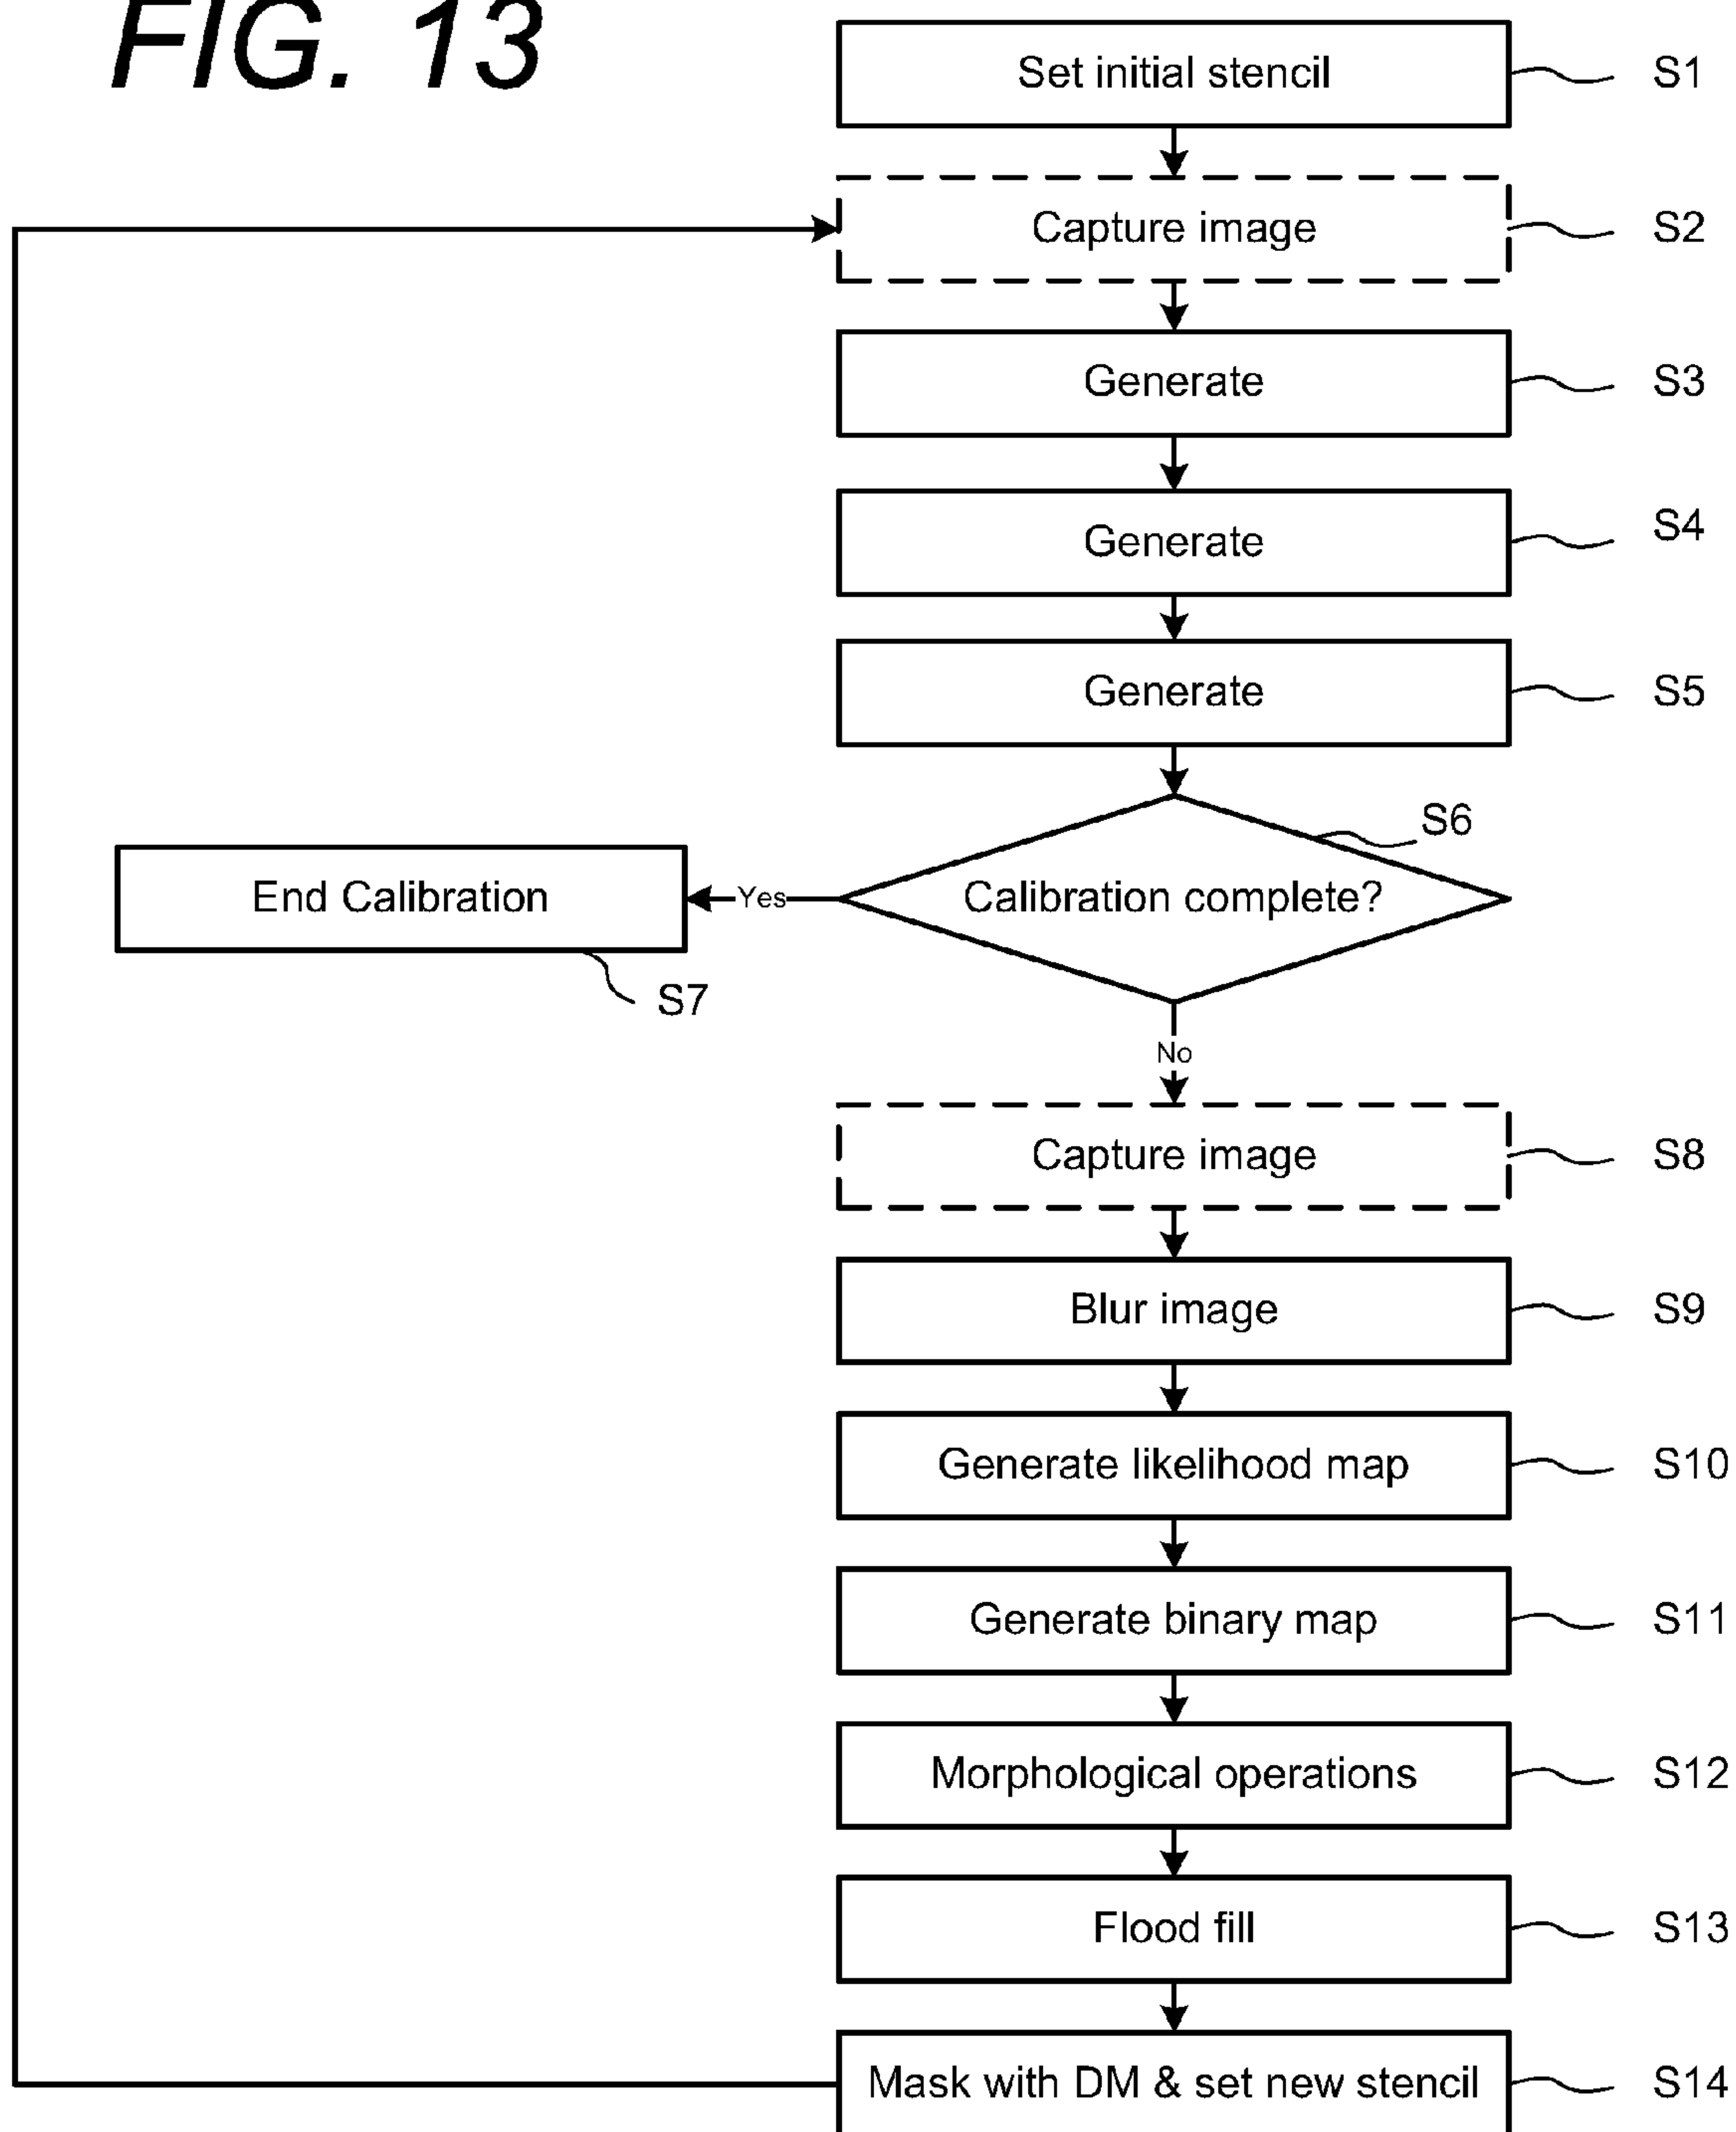 FIG. 13
Set initial stencil S1
Capture image S2
Generate S3
Generate S4
Generate S5
S6
Calibration complete?
Yes
End Calibration
S7
No
Capture image S8
Blur image S9
Generate likelihood map S10
Generate binary map S11
Morphological operations S12
Flood fill S13
Mask with DM & set new stencil S14